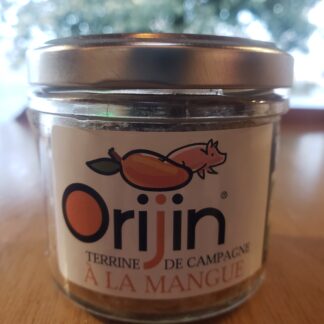 Orijin®
TERRINE DE CAMPAGNE
À LA MANGUE